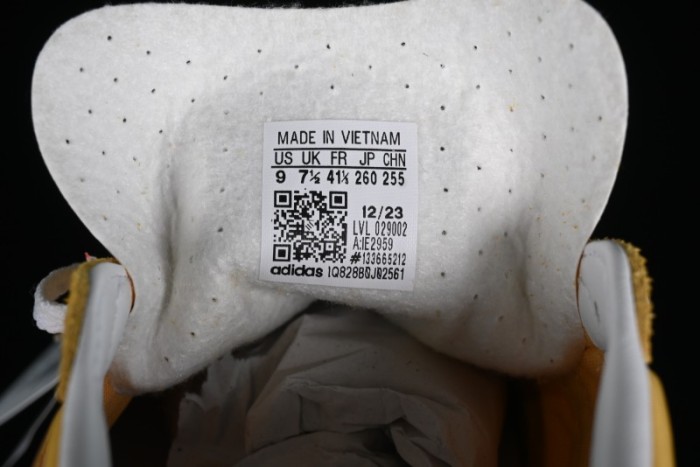 MADE IN VIETNAM
US UK FR JP CHN
9 7½ 41⅓ 260 255
12/23
LVL 029002
A:IE2959
#133665212
adidas 1Q828B0J02561